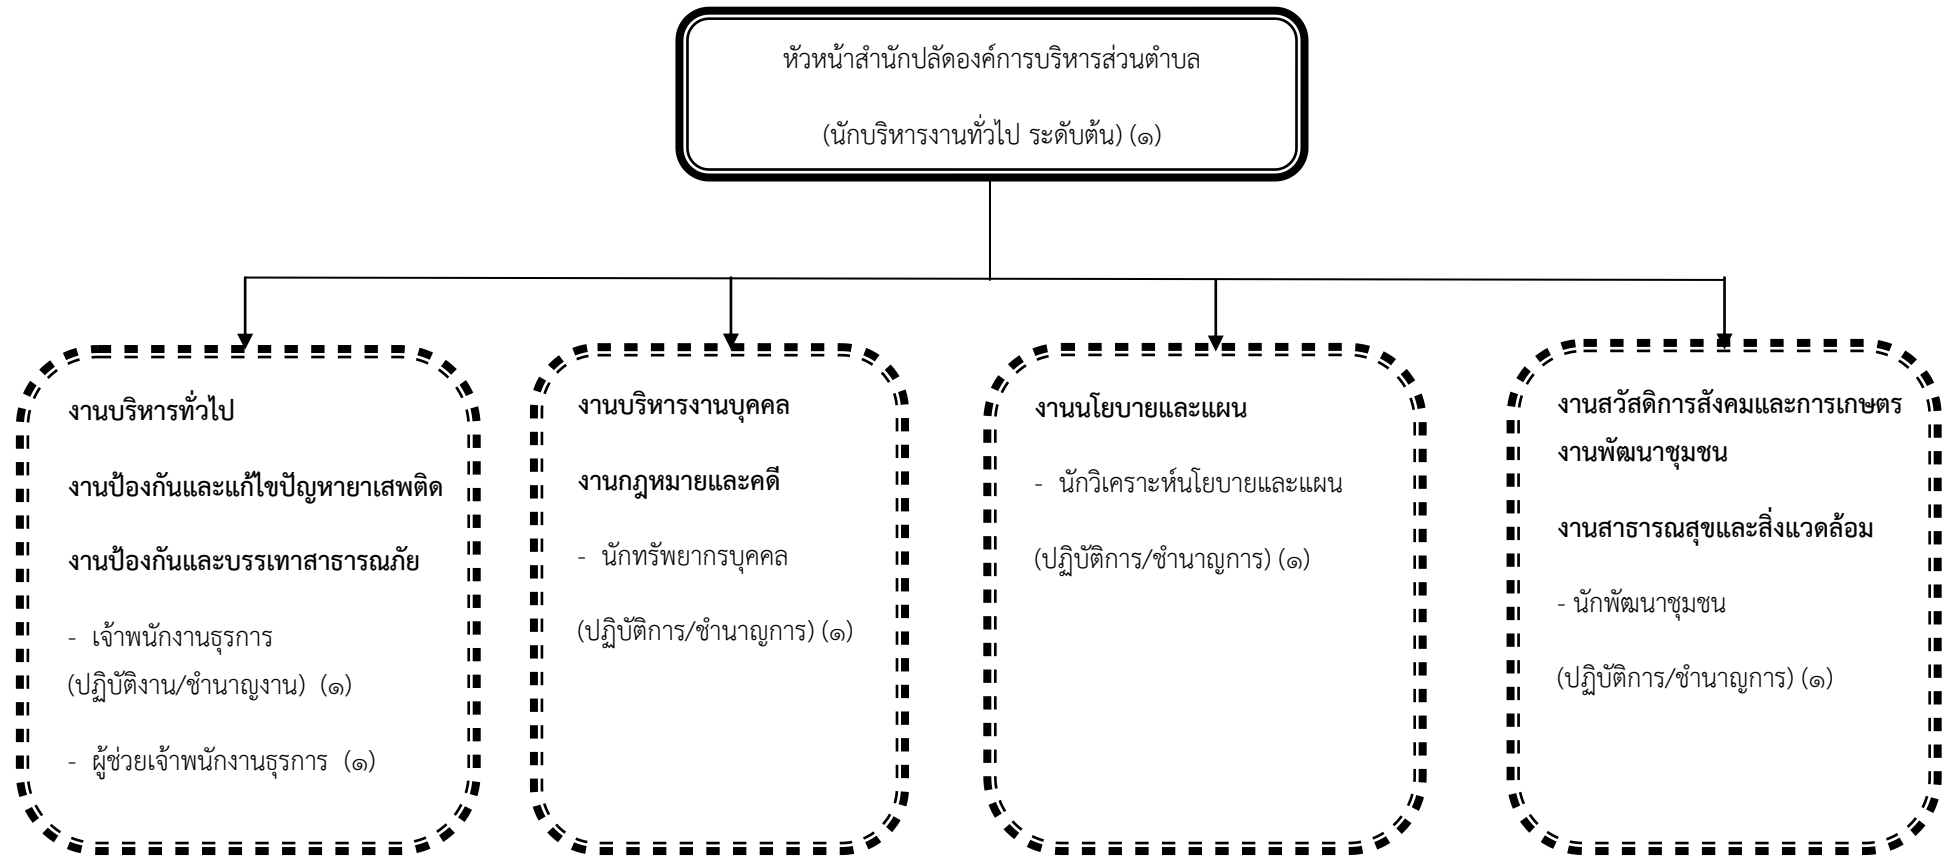 หัวหน้าสำนักปลัดองค์การบริหารส่วนตำบล
(นักบริหารงานทั่วไป ระดับต้น) (๑)
งานบริหารทั่วไป
งานป้องกันและแก้ไขปัญหายาเสพติด
งานป้องกันและบรรเทาสาธารณภัย
- เจ้าพนักงานธุรการ
(ปฏิบัติงาน/ชำนาญงาน) (๑)
- ผู้ช่วยเจ้าพนักงานธุรการ (๑)
งานบริหารงานบุคคล
งานกฎหมายและคดี
- นักทรัพยากรบุคคล
(ปฏิบัติการ/ชำนาญการ) (๑)
งานนโยบายและแผน
- นักวิเคราะห์นโยบายและแผน
(ปฏิบัติการ/ชำนาญการ) (๑)
งานสวัสดิการสังคมและการเกษตร
งานพัฒนาชุมชน
งานสาธารณสุขและสิ่งแวดล้อม
- นักพัฒนาชุมชน
(ปฏิบัติการ/ชำนาญการ) (๑)